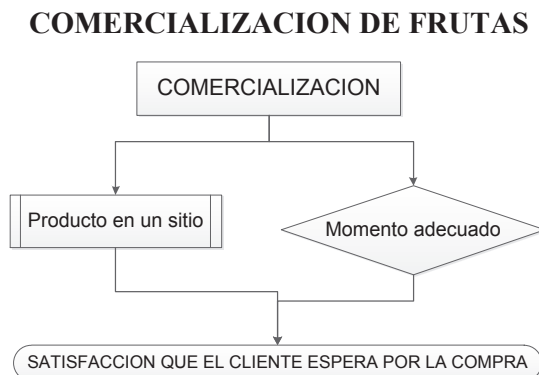 COMERCIALIZACION DE FRUTAS
COMERCIALIZACION
Producto en un sitio
Momento adecuado
SATISFACCION QUE EL CLIENTE ESPERA POR LA COMPRA